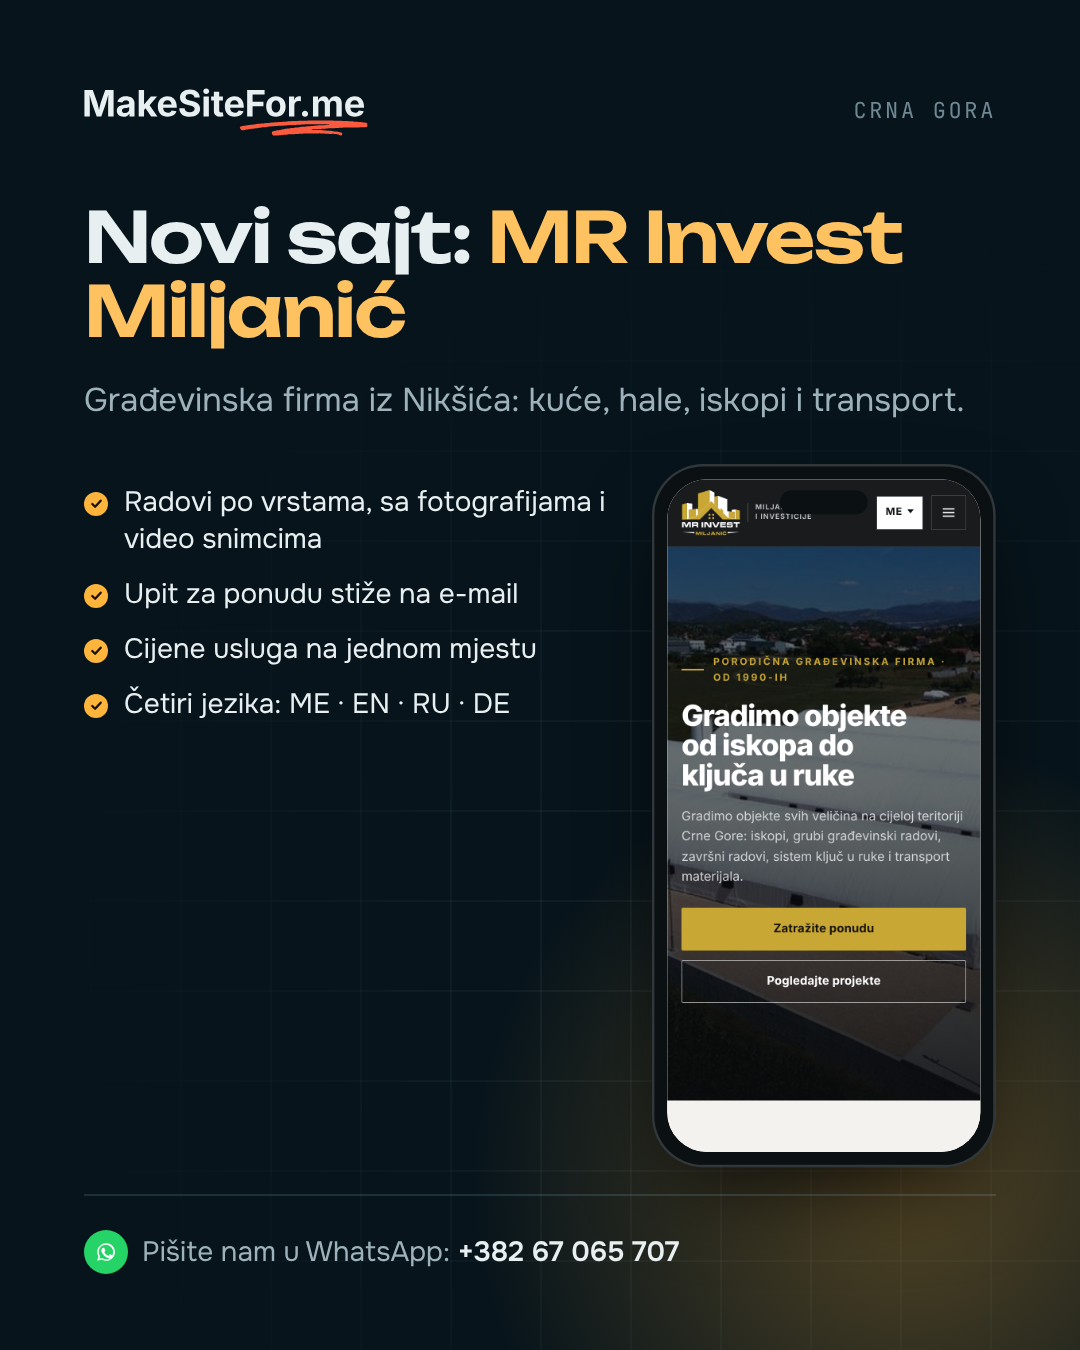 MakeSiteFor.me
CRNA GORA
Novi sajt: MR Invest
Miljanić
Građevinska firma iz Nikšića: kuće, hale, iskopi i transport.
Radovi po vrstama, sa fotografijama i
video snimcima
Upit za ponudu stiže na e-mail
Cijene usluga na jednom mjestu
Četiri jezika: ME · EN · RU · DE
MR INVEST
MILJANIĆ
I INVESTICIJE
ME
PORODIČNA GRAĐEVINSKA FIRMA ·
OD 1990-IH
Gradimo objekte
od iskopa do
ključa u ruke
Gradimo objekte svih veličina na cijeloj teritoriji
Crne Gore: iskopi, grubi građevinski radovi,
završni radovi, sistem ključ u ruke i transport
materijala.
Zatražite ponudu
Pogledajte projekte
Pišite nam u WhatsApp: +382 67 065 707